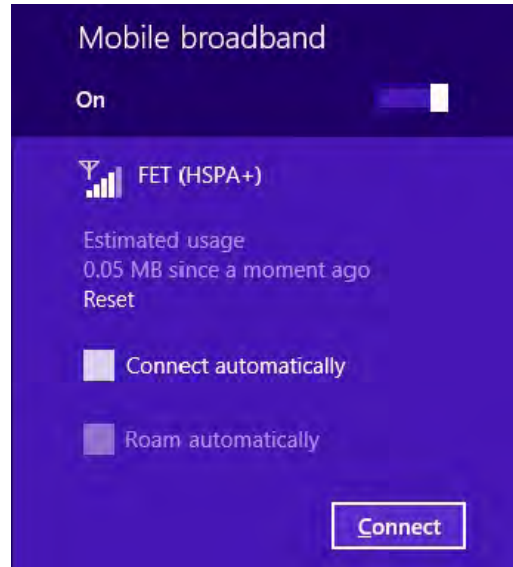 Mobile broadband
On
FET (HSPA+)
Estimated usage
0.05 MB since a moment ago
Reset
Connect automatically
Roam automatically
Connect